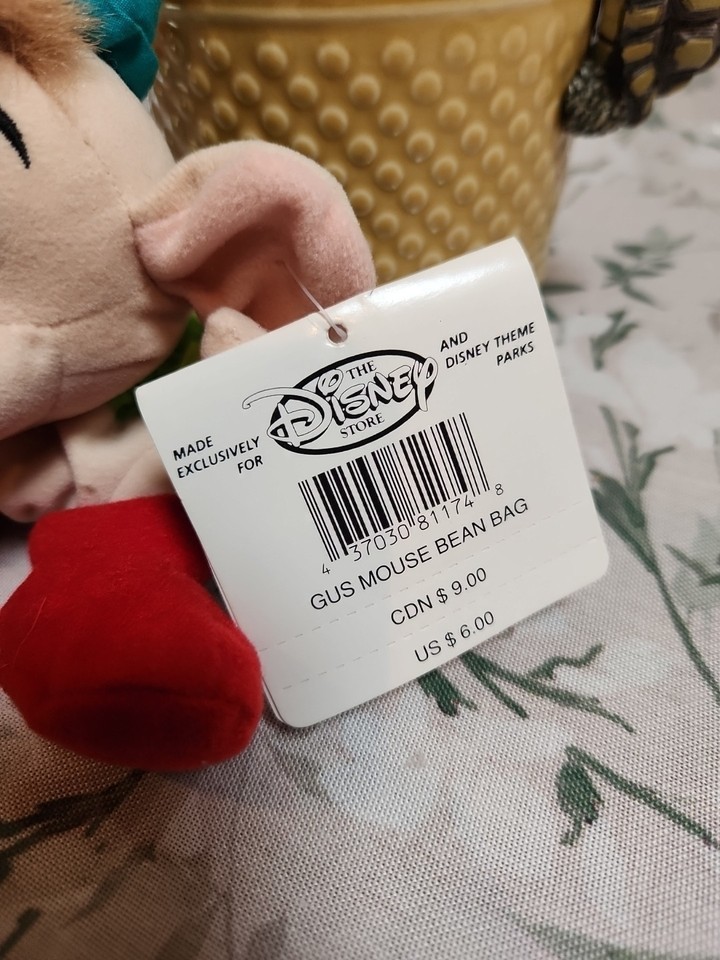 MADE
EXCLUSIVELY
FOR
THE
Disney
STORE
AND
DISNEY THEME
PARKS
4 37030 81174 8
GUS MOUSE BEAN BAG
CDN $ 9.00
US $ 6.00